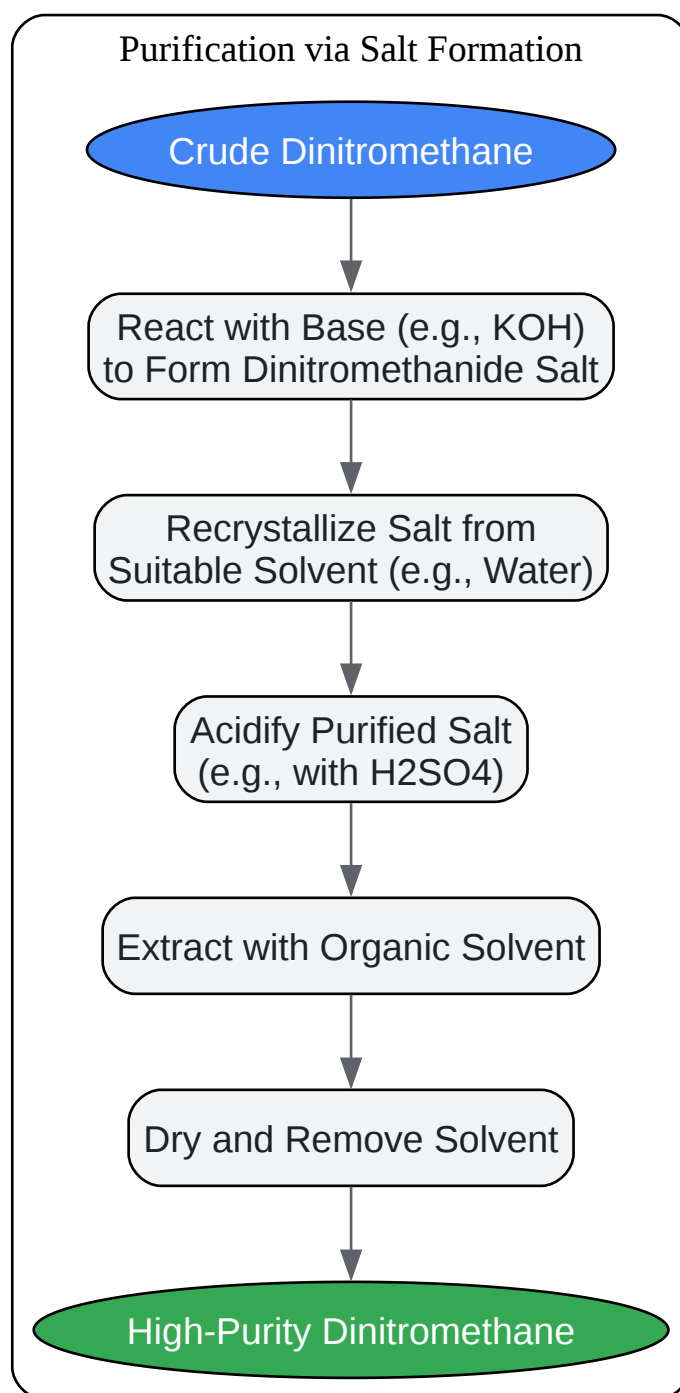 Purification via Salt Formation
Crude Dinitromethane
React with Base (e.g., KOH)
to Form Dinitromethanide Salt
Recrystallize Salt from
Suitable Solvent (e.g., Water)
Acidify Purified Salt
(e.g., with H2SO4)
Extract with Organic Solvent
Dry and Remove Solvent
High-Purity Dinitromethane